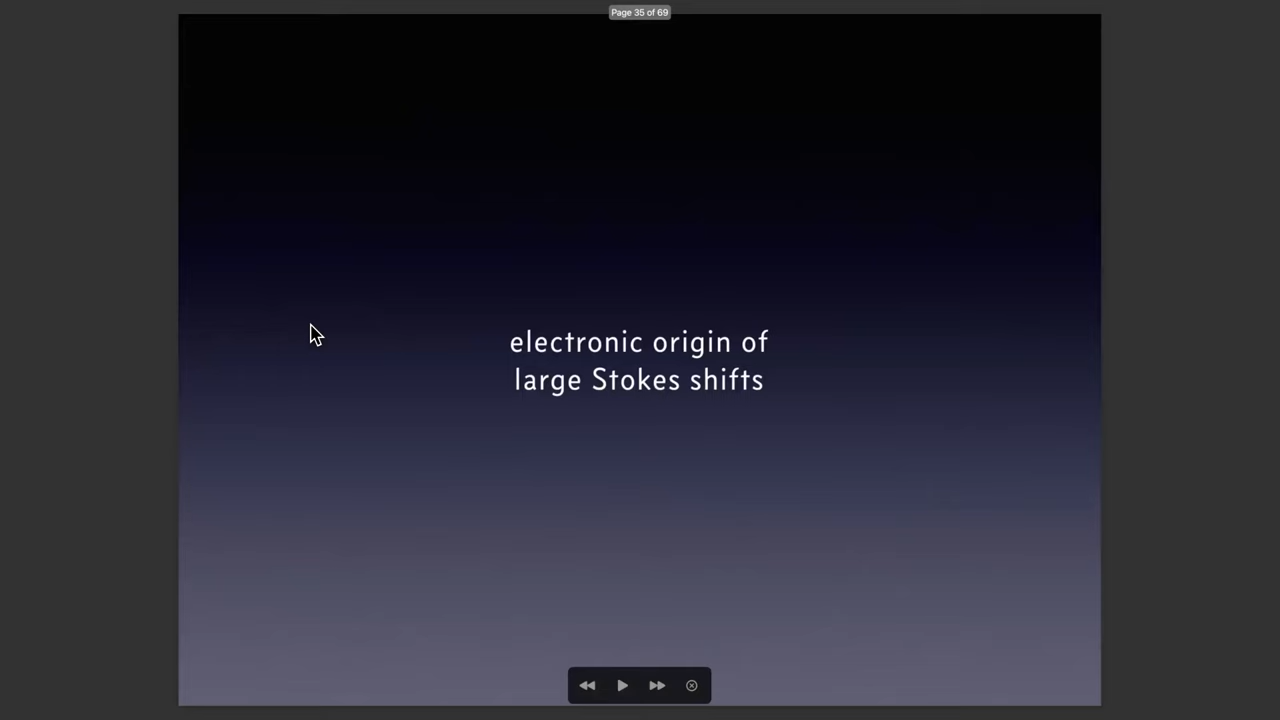 Page 35 of 69
electronic origin of
large Stokes shifts